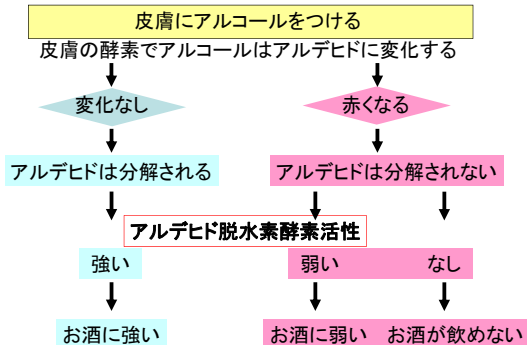 皮膚にアルコールをつける
皮膚の酵素でアルコールはアルデヒドに変化する
変化なし
赤くなる
アルデヒドは分解される
アルデヒドは分解されない
アルデヒド脱水素酵素活性
強い
弱い
なし
お酒に強い
お酒に弱い
お酒が飲めない